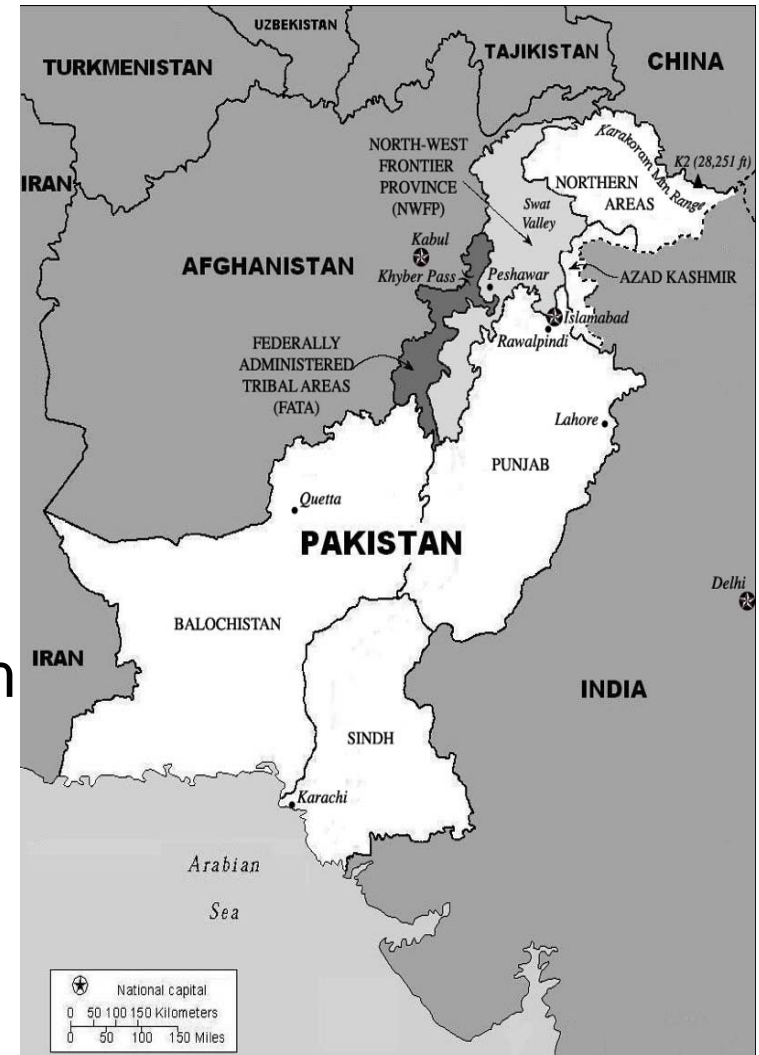 UZBEKISTAN
TAJIKISTAN
CHINA
TURKMENISTAN
NORTH-WEST
FRONTIER
PROVINCE
(NWFP)
Karakoram Mtn Range
K2 (28,251 ft)
IRAN
NORTHERN
AREAS
Swat
Valley
Kabul
AFGHANISTAN
Khyber Pass
Peshawar
AZAD KASHMIR
Islamabad
Rawalpindi
FEDERALLY
ADMINISTERED
TRIBAL AREAS
(FATA)
Lahore
PUNJAB
Quetta
PAKISTAN
Delhi
BALOCHISTAN
n
IRAN
INDIA
SINDH
Karachi
Arabian
Sea
National capital
0 50 100 150 Kilometers
0 50 100 150 Miles